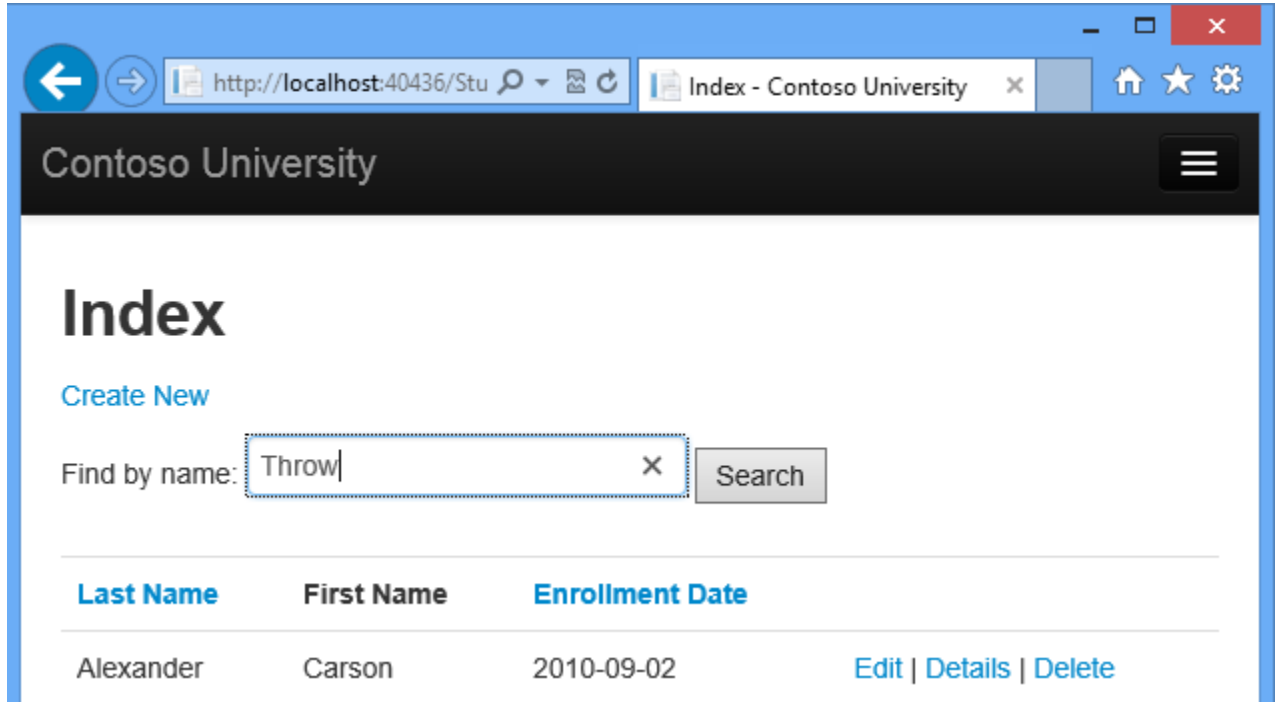 http://localhost:40436/Stu
Index - Contoso University
Contoso University
Index
Create New
Find by name: Throw Search
Last Name First Name Enrollment Date
Alexander Carson 2010-09-02 Edit | Details | Delete